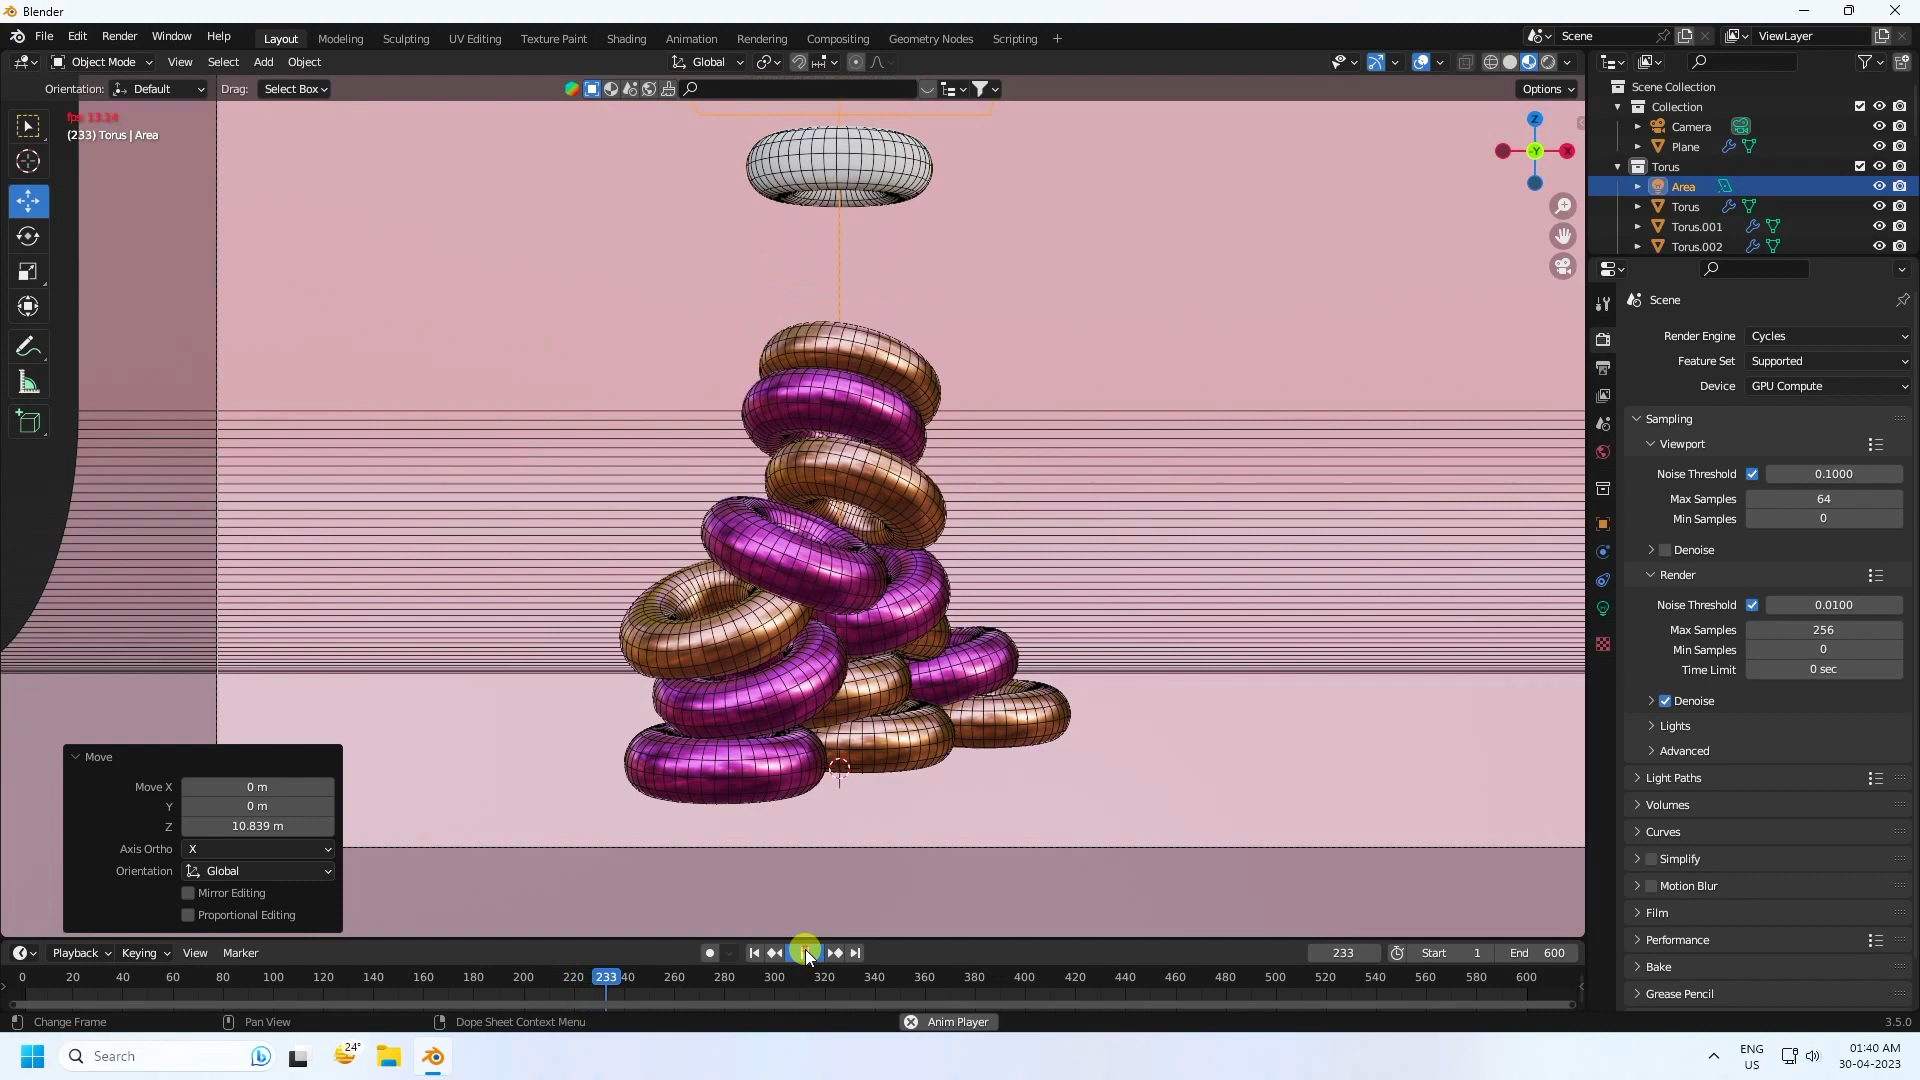 Blender
File Edit Render Window Help Layout Modeling Sculpting UV Editing Texture Paint Shading Animation Rendering Compositing Geometry Nodes Scripting + Scene ViewLayer
Object Mode View Select Add Object Global
Orientation: Default Drag: Select Box Options
fps 13.14
(233) Torus | Area
Z
-Y
X
Scene Collection
Collection
Camera
Plane
Torus
Area
Torus
Torus.001
Torus.002
Scene
Render Engine Cycles
Feature Set Supported
Device GPU Compute
Sampling
Viewport
Noise Threshold 0.1000
Max Samples 64
Min Samples 0
Denoise
Render
Noise Threshold 0.0100
Max Samples 256
Min Samples 0
Time Limit 0 sec
Denoise
Lights
Advanced
Light Paths
Volumes
Curves
Simplify
Motion Blur
Film
Performance
Bake
Grease Pencil
Move
Move X 0 m
Y 0 m
Z 10.839 m
Axis Ortho X
Orientation Global
Mirror Editing
Proportional Editing
Playback Keying View Marker 233 Start 1 End 600
0 20 40 60 80 100 120 140 160 180 200 220 233 40 260 280 300 320 340 360 380 400 420 440 460 480 500 520 540 560 580 600
Change Frame Pan View Dope Sheet Context Menu Anim Player 3.5.0
Search 24° ENG US 01:40 AM 30-04-2023